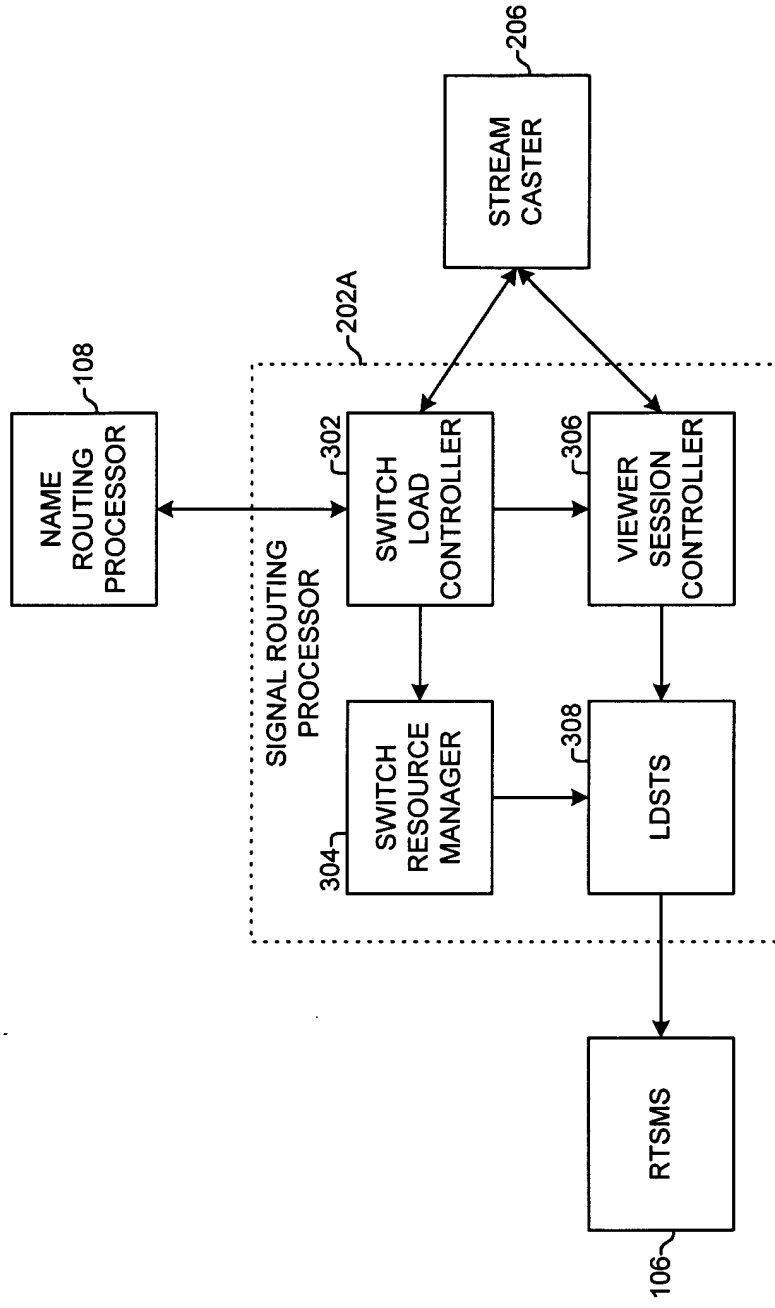 NAME
ROUTING
PROCESSOR
108
202A
SIGNAL ROUTING
PROCESSOR
302
SWITCH
LOAD
CONTROLLER
304
SWITCH
RESOURCE
MANAGER
306
VIEWER
SESSION
CONTROLLER
308
LDSTS
STREAM
CASTER
206
RTSMS
106